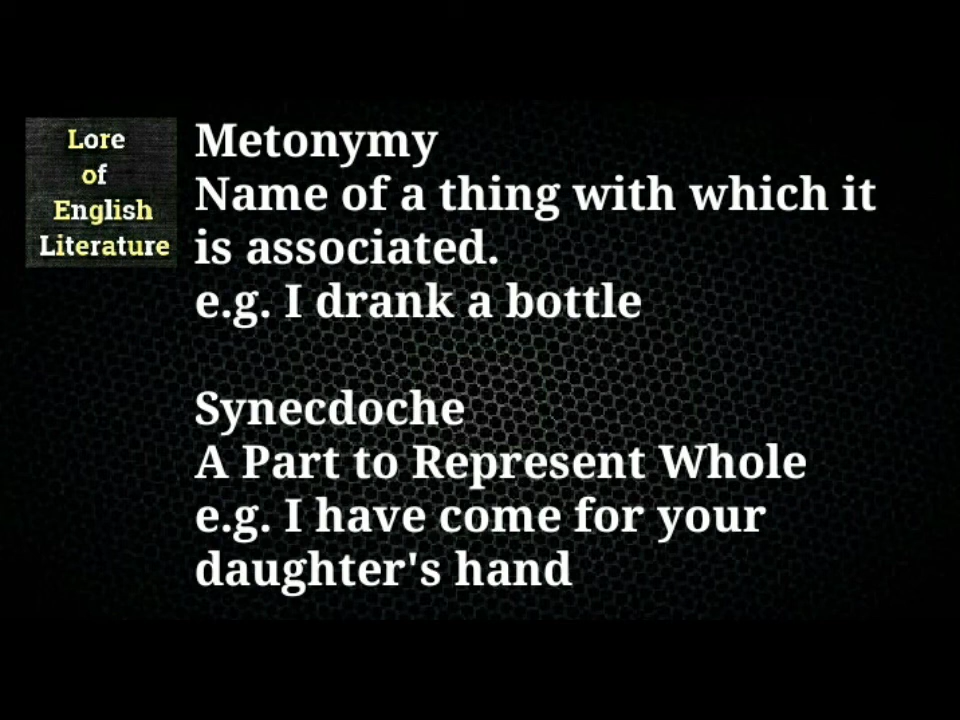 Lore
of
English
Literature
Metonymy
Name of a thing with which it
is associated.
e.g. I drank a bottle
Synecdoche
A Part to Represent Whole
e.g. I have come for your
daughter's hand